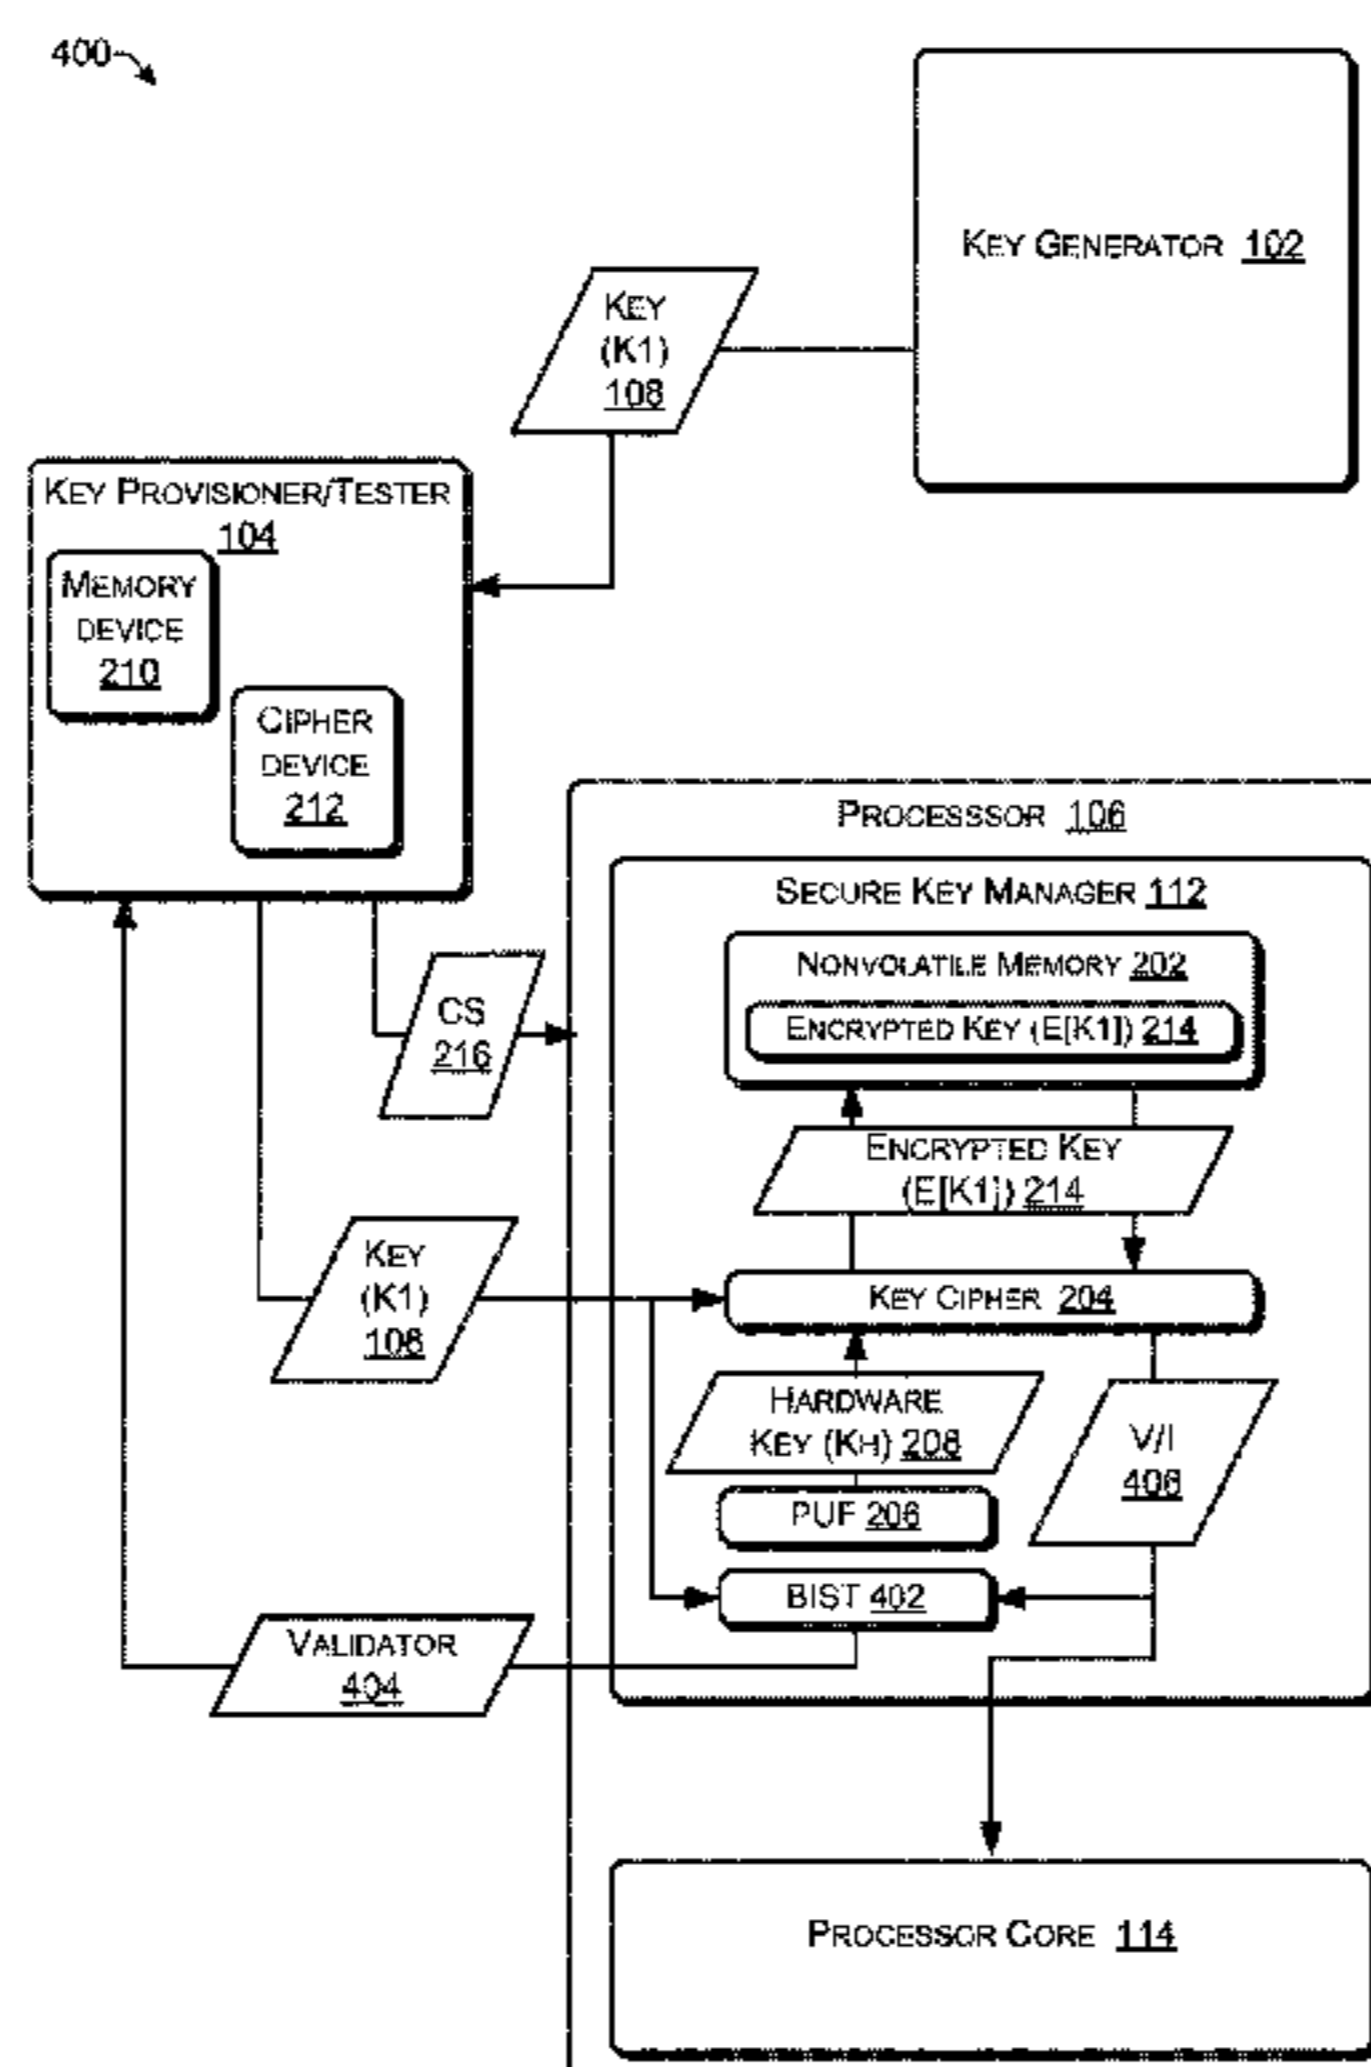 400
KEY GENERATOR 102
KEY
(K1)
108
KEY PROVISIONER/TESTER
104
MEMORY
DEVICE
210
CIPHER
DEVICE
212
PROCESSSOR 106
SECURE KEY MANAGER 112
NONVOLATILE MEMORY 202
ENCRYPTED KEY (E[K1]) 214
CS
216
ENCRYPTED KEY
(E[K1]) 214
KEY
(K1)
108
KEY CIPHER 204
HARDWARE
KEY (KH) 208
V/I
406
PUF 206
BIST 402
VALIDATOR
404
PROCESSOR CORE 114